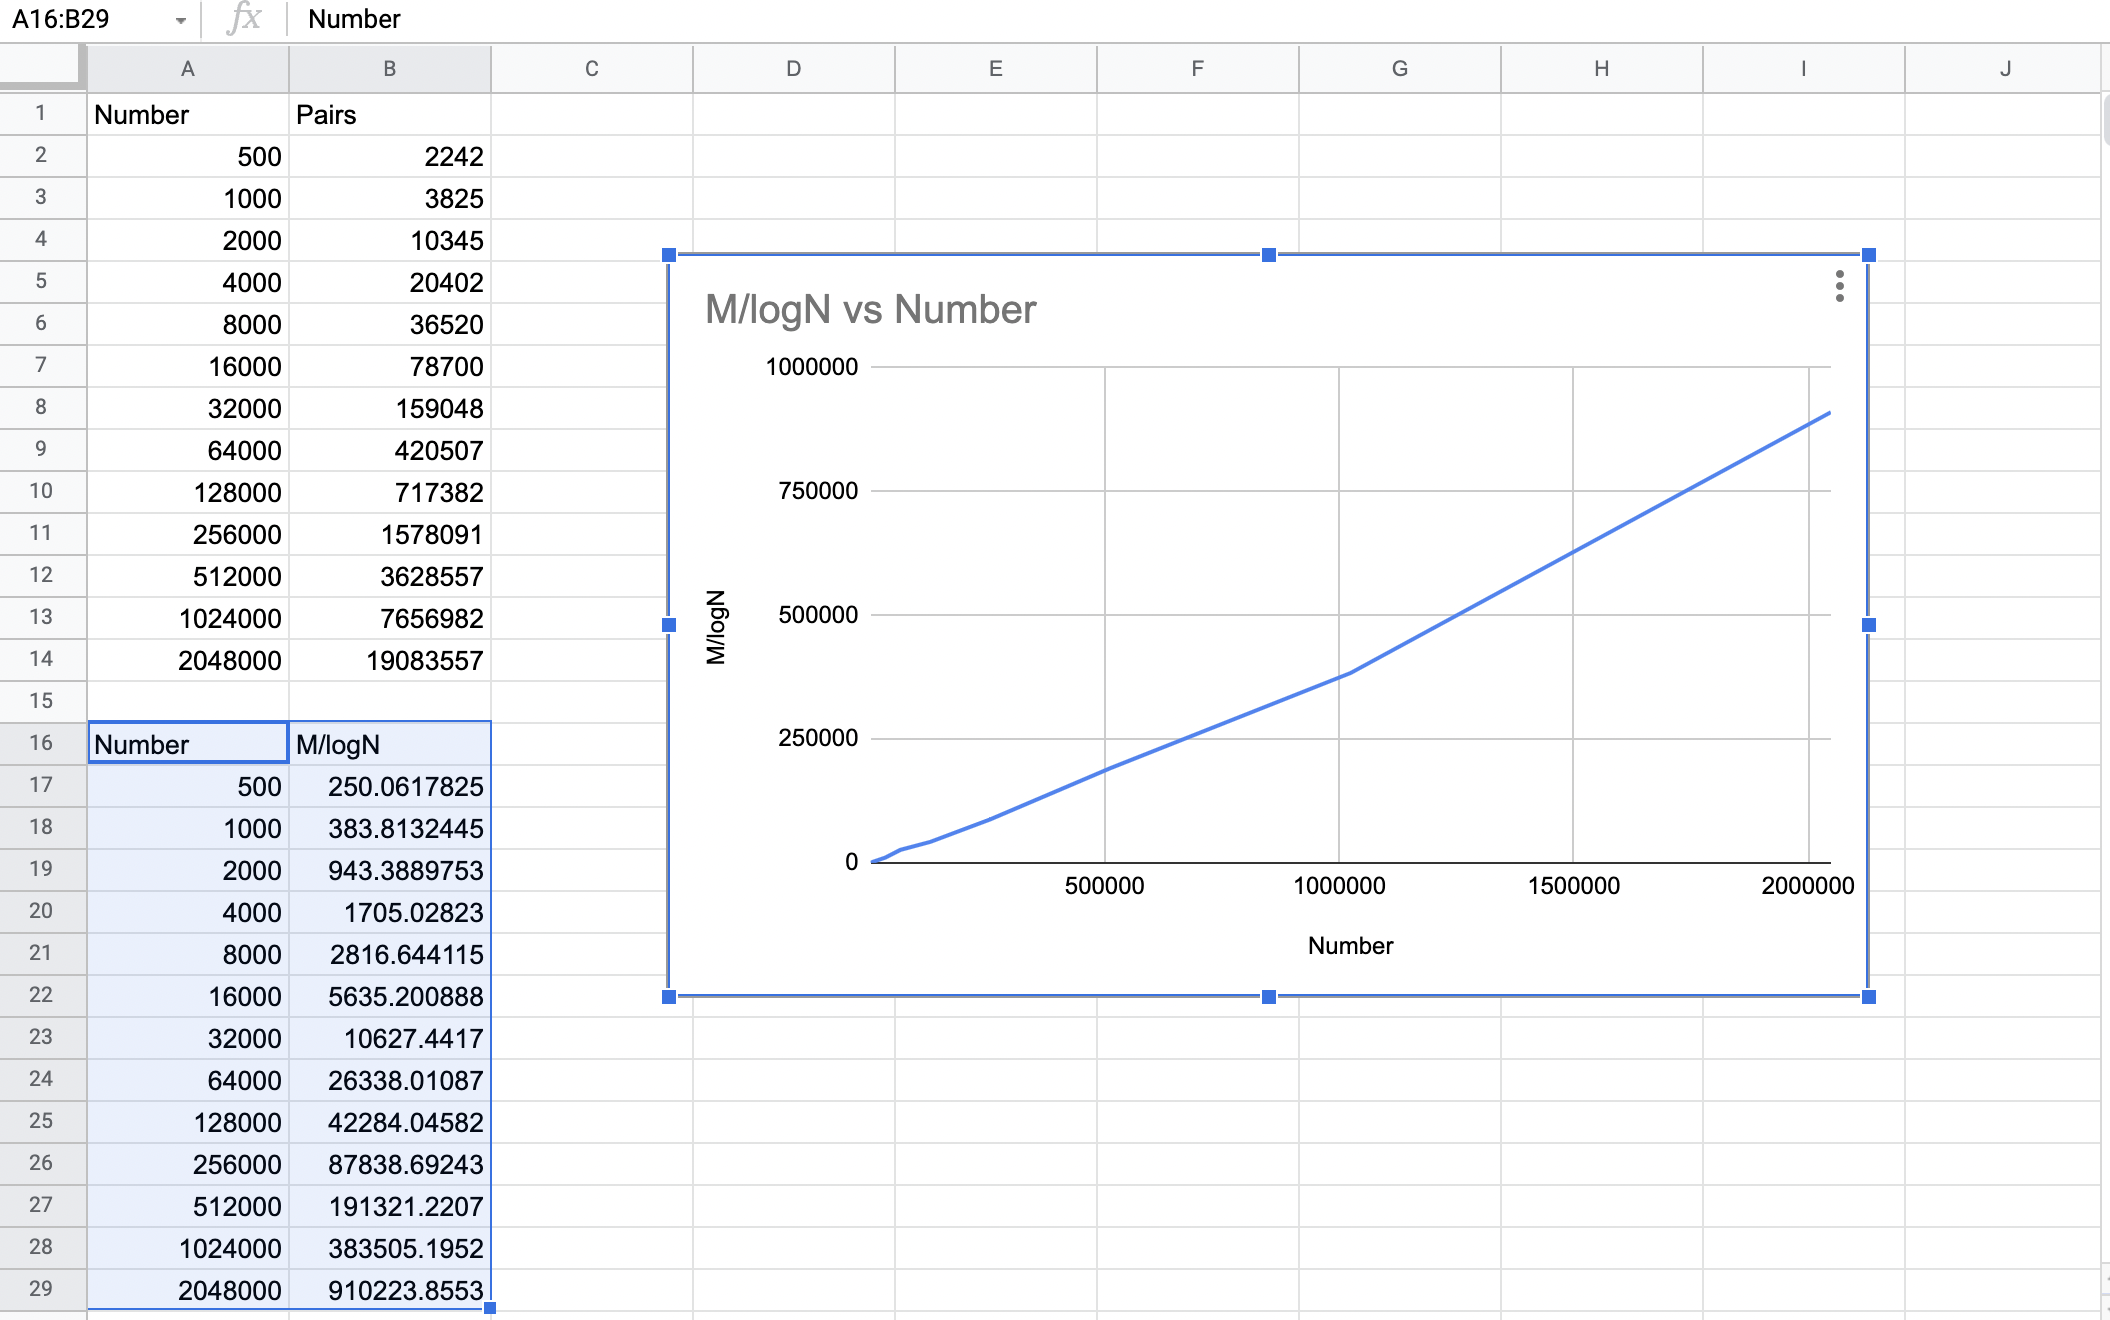 A16:B29 fx Number
A B C D E F G H I J
1 Number Pairs
2 500 2242
3 1000 3825
4 2000 10345
5 4000 20402
6 8000 36520
7 16000 78700
8 32000 159048
9 64000 420507
10 128000 717382
11 256000 1578091
12 512000 3628557
13 1024000 7656982
14 2048000 19083557
15
16 Number M/logN
17 500 250.0617825
18 1000 383.8132445
19 2000 943.3889753
20 4000 1705.02823
21 8000 2816.644115
22 16000 5635.200888
23 32000 10627.4417
24 64000 26338.01087
25 128000 42284.04582
26 256000 87838.69243
27 512000 191321.2207
28 1024000 383505.1952
29 2048000 910223.8553
M/logN vs Number
1000000
750000
500000
250000
0
M/logN
500000 1000000 1500000 2000000
Number